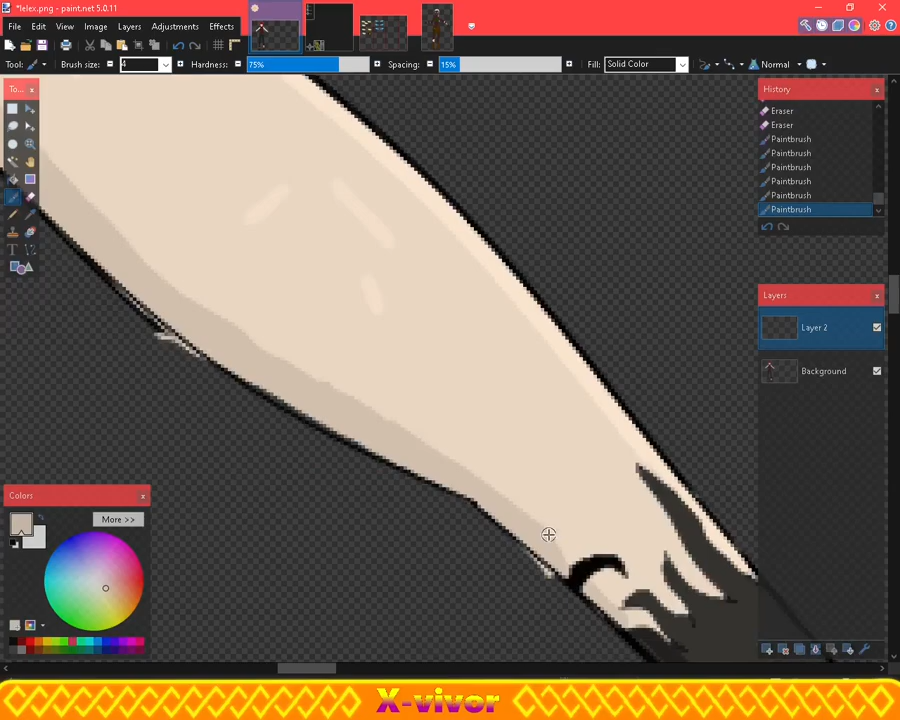 *lelex.png - paint.net 5.0.11
File Edit View Image Layers Adjustments Effects
Tool: Brush size: 4 Hardness: 75% Spacing: 15% Fill: Solid Color Normal
To...
History
Eraser
Eraser
Paintbrush
Paintbrush
Paintbrush
Paintbrush
Paintbrush
Paintbrush
Layers
Layer 2
Background
Colors
More >>
X-vivor